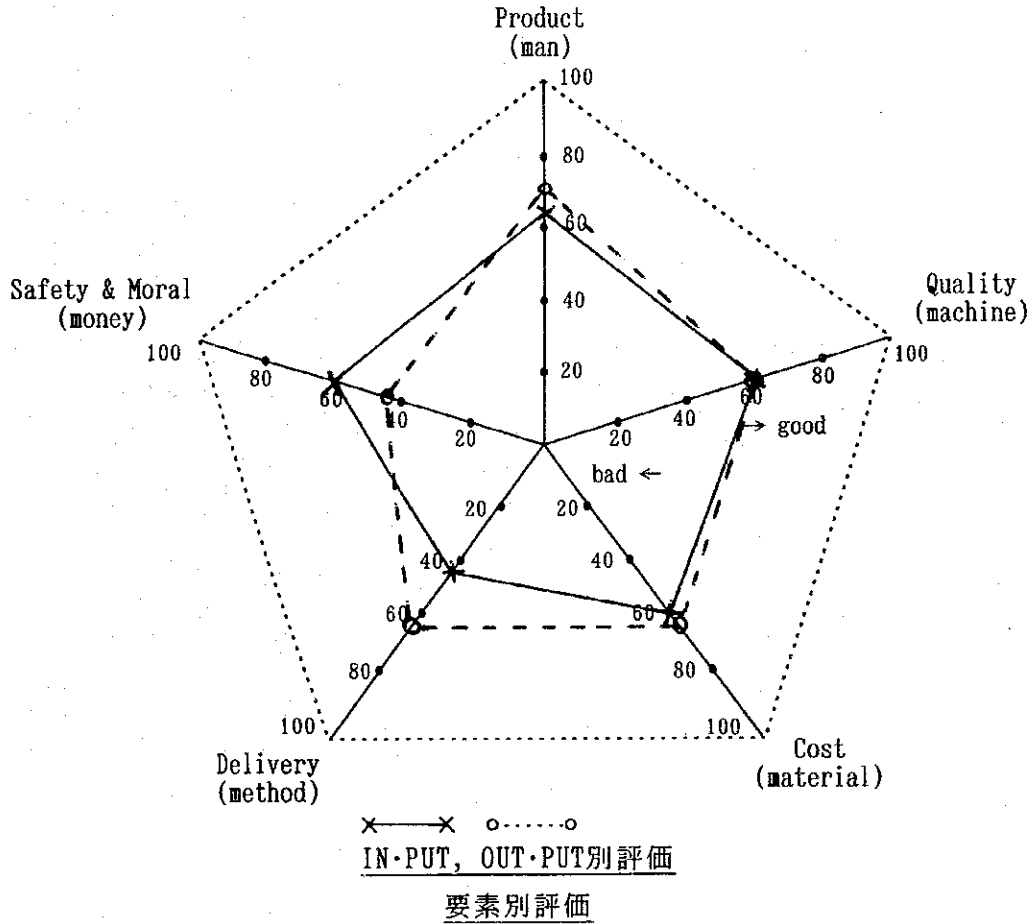 Product
(man)
100
80
60
40
20
Quality
(machine)
100
80
60
40
20
→ good
bad ←
Safety & Moral
(money)
100
80
60
40
20
20
40
60
80
100
Delivery
(method)
20
40
60
80
100
Cost
(material)
IN·PUT, OUT·PUT別評価
要素別評価